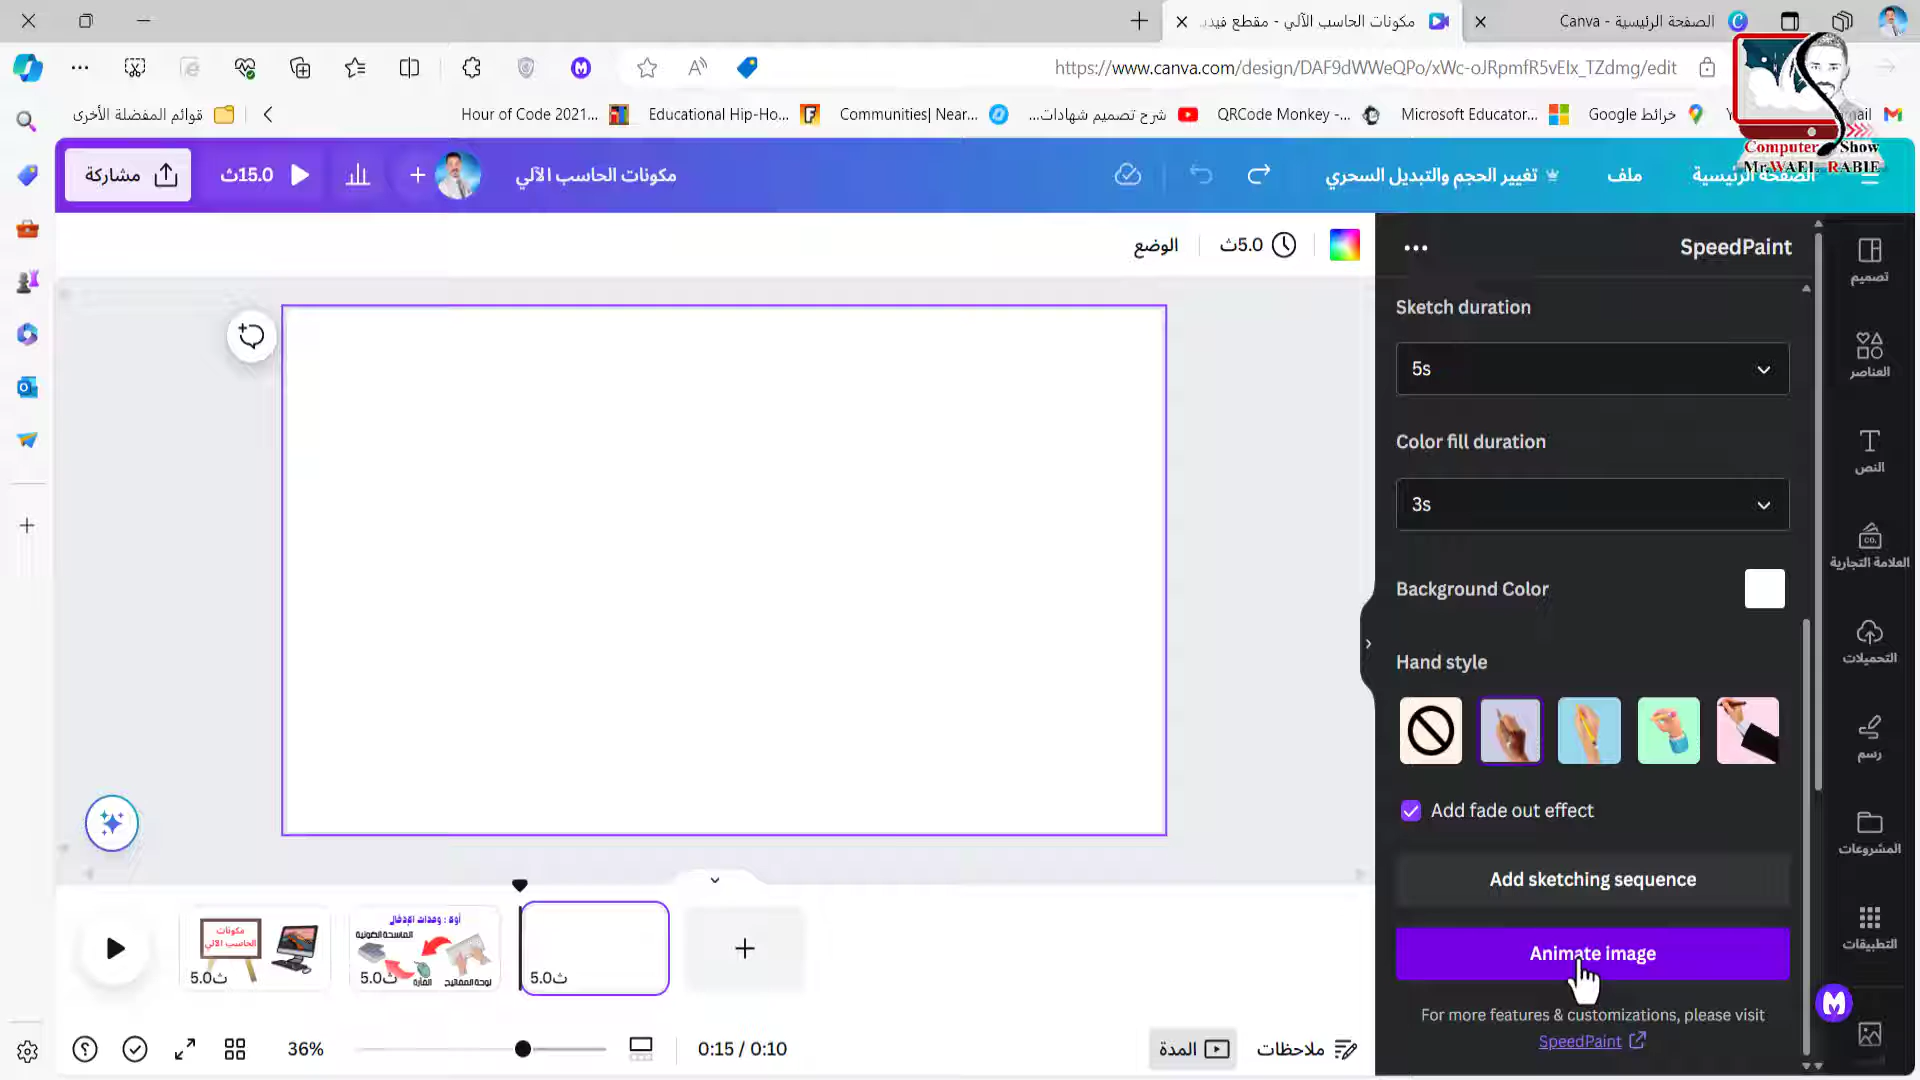 الصفحة الرئيسية - Canva
مكونات الحاسب الآلي - مقطع فيدي
https://www.canva.com/design/DAF9dWWeQPo/xWc-oJRpmfR5vEIx_TZdmg/edit
mail
خرائط Google
Microsoft Educator...
QRCode Monkey -...
شرح تصميم شهادات...
Communities| Near...
Educational Hip-Ho...
Hour of Code 2021...
قوائم المفضلة الأخرى
Computer Show
Mr.WAEL RABIE
الصفحة الرئيسية
ملف
تغيير الحجم والتبديل السحري
مكونات الحاسب الآلي
15.0ث
مشاركة
الوضع
5.0ث
SpeedPaint
Sketch duration
5s
Color fill duration
3s
Background Color
Hand style
Add fade out effect
Add sketching sequence
Animate image
For more features & customizations, please visit
SpeedPaint
تصميم
العناصر
النص
CO.
العلامة التجارية
التحميلات
رسم
المشروعات
التطبيقات
مكونات
الحاسب الآلي
5.0ث
أولا : وحدات الإدخال
الماسحة الضوئية
لوحة المفاتيح
الفأرة
5.0ث
5.0ث
36%
0:15 / 0:10
المدة
ملاحظات